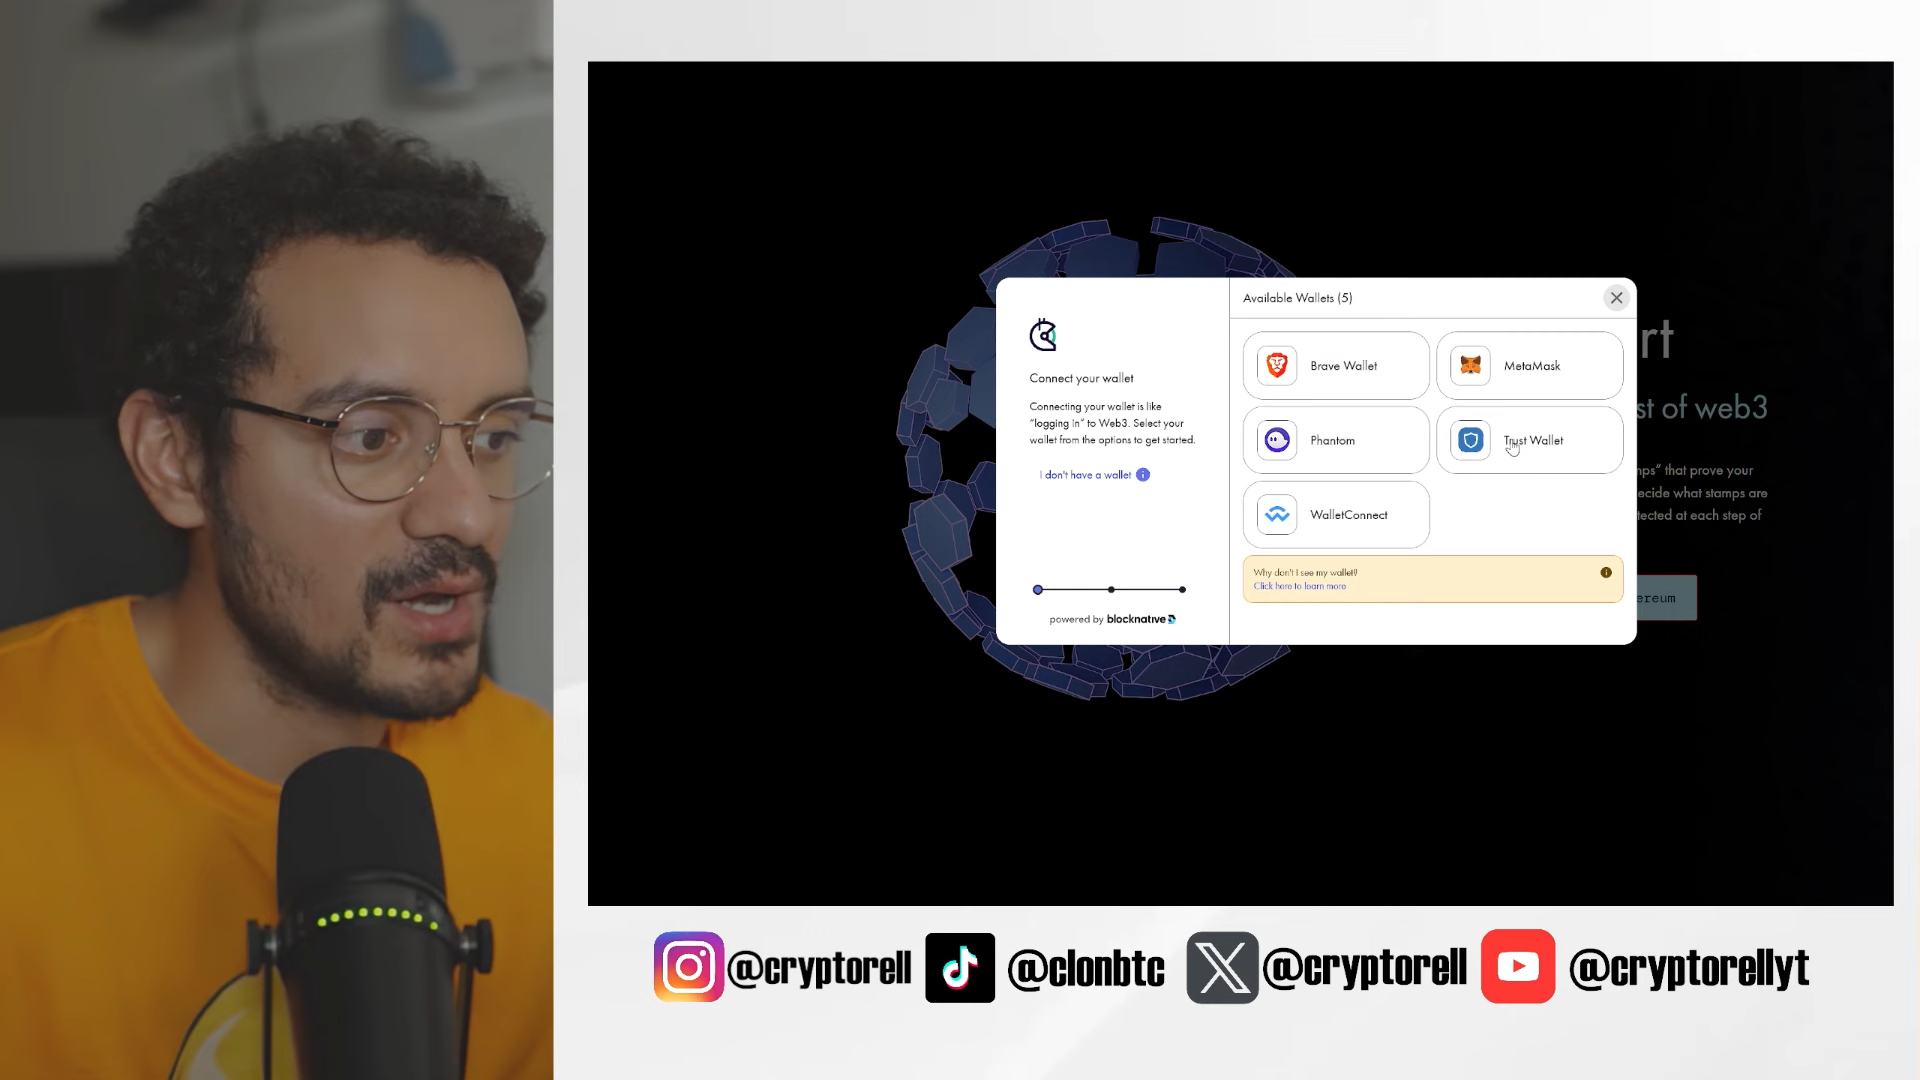 Available Wallets (5)
Connect your wallet
Connecting your wallet is like
"logging in" to Web3. Select your
wallet from the options to get started.
I don't have a wallet
powered by blocknative
Brave Wallet
MetaMask
Phantom
Trust Wallet
WalletConnect
Why don't I see my wallet?
Click here to learn more
rt
st of web3
nps" that prove your
ecide what stamps are
tected at each step of
ereum
@cryptorell
@clonbtc
@cryptorell
@cryptorellyt